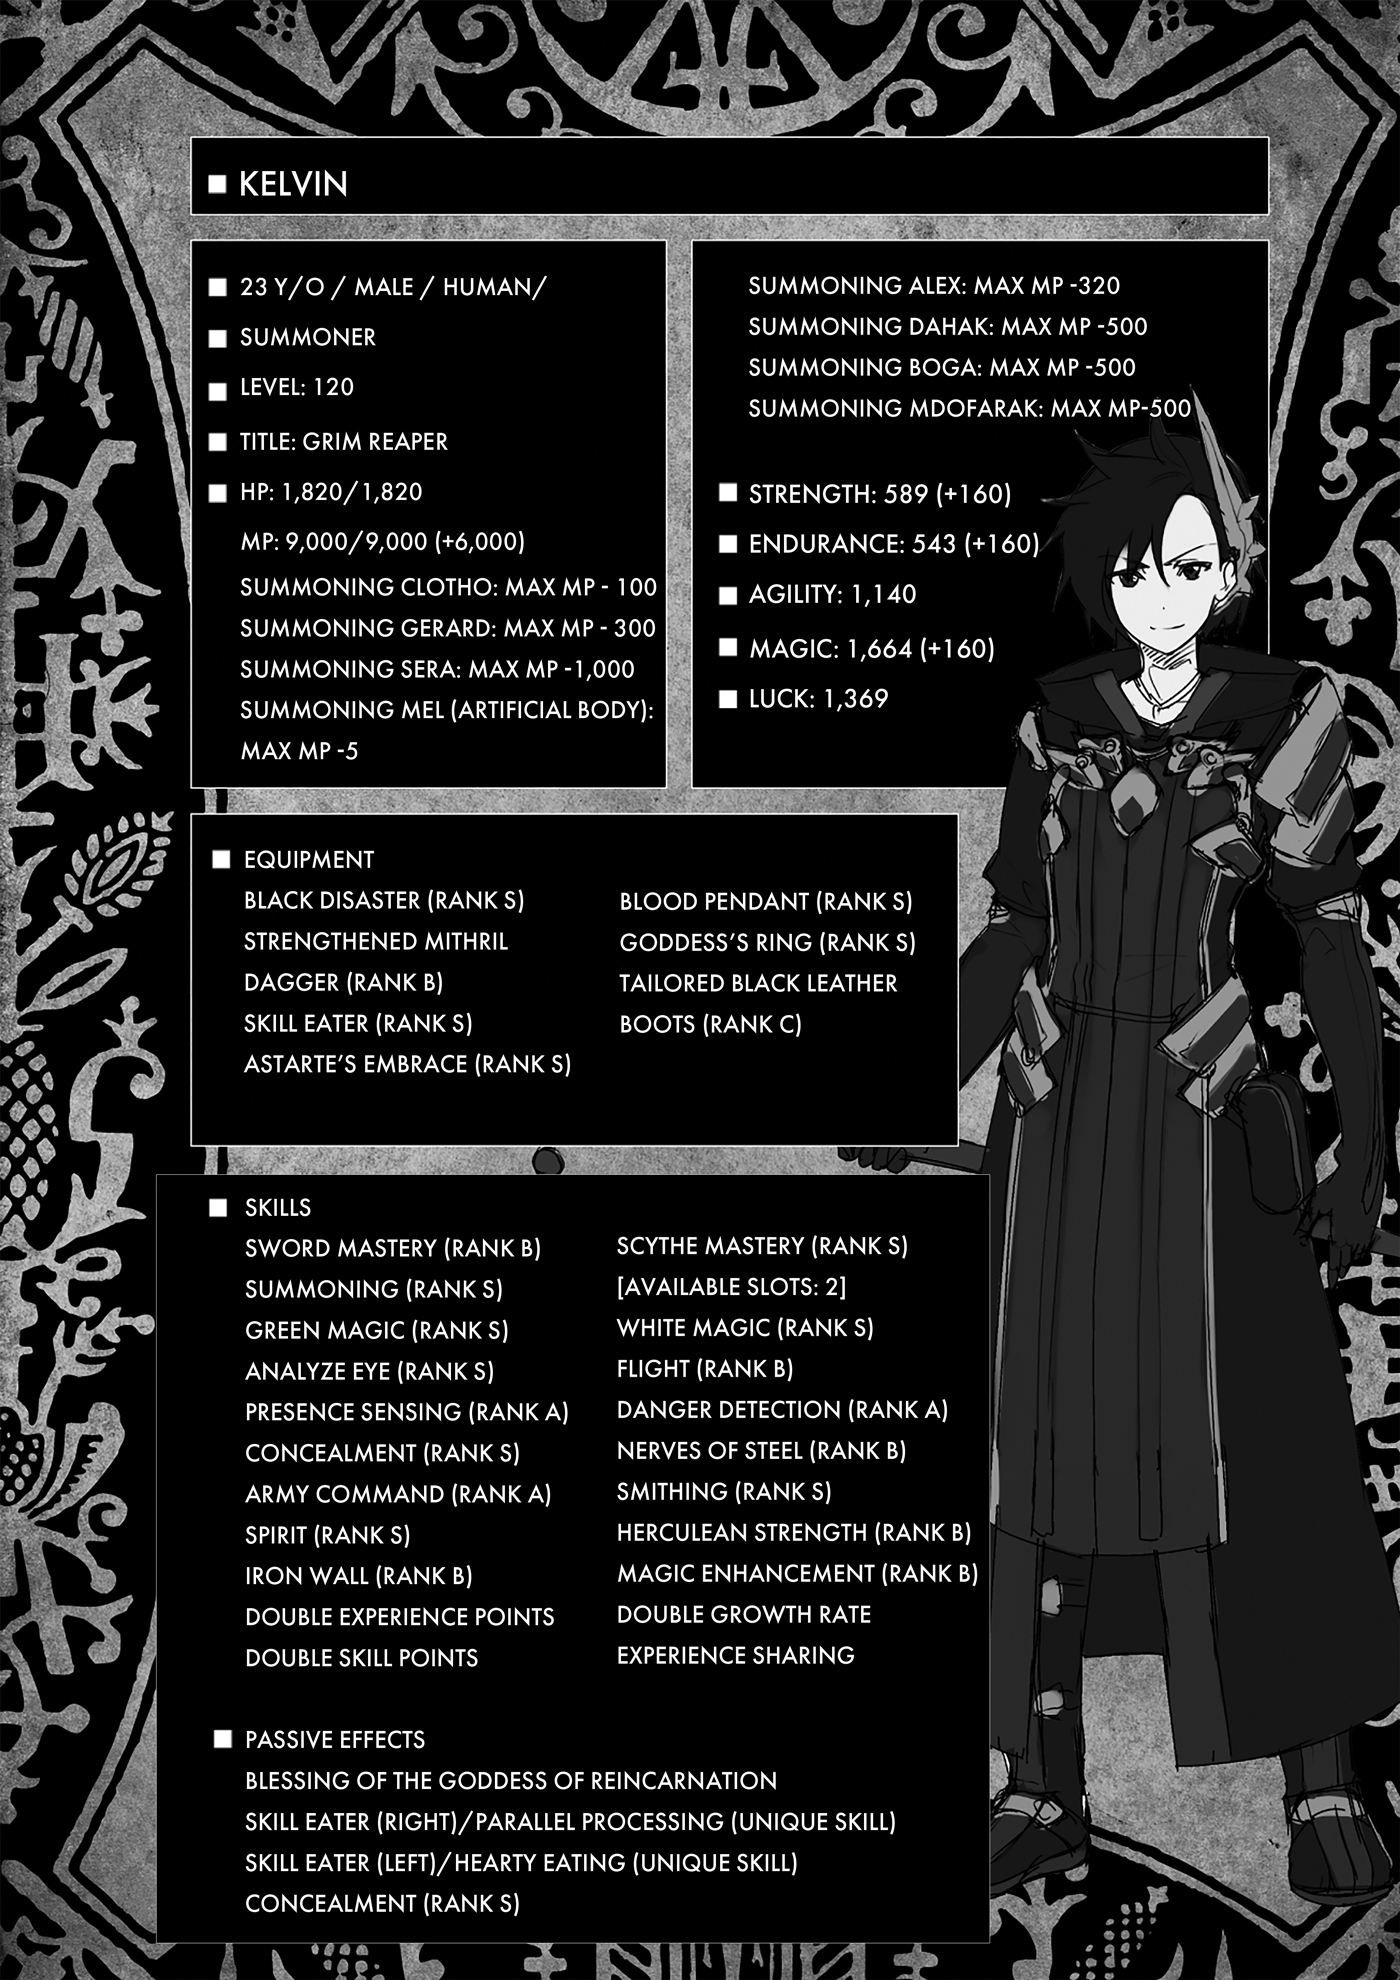 KELVIN
23 Y/O / MALE / HUMAN/
SUMMONER
LEVEL: 120
TITLE: GRIM REAPER
HP: 1,820/1,820
MP: 9,000/9,000 (+6,000)
SUMMONING CLOTHO: MAX MP - 100
SUMMONING GERARD: MAX MP - 300
SUMMONING SERA: MAX MP -1,000
SUMMONING MEL (ARTIFICIAL BODY):
MAX MP -5
SUMMONING ALEX: MAX MP -320
SUMMONING DAHAK: MAX MP -500
SUMMONING BOGA: MAX MP -500
SUMMONING MDOFARAK: MAX MP-500
STRENGTH: 589 (+160)
ENDURANCE: 543 (+160)
AGILITY: 1,140
MAGIC: 1,664 (+160)
LUCK: 1,369
EQUIPMENT
BLACK DISASTER (RANK S)
STRENGTHENED MITHRIL
DAGGER (RANK B)
SKILL EATER (RANK S)
ASTARTE'S EMBRACE (RANK S)
BLOOD PENDANT (RANK S)
GODDESS'S RING (RANK S)
TAILORED BLACK LEATHER
BOOTS (RANK C)
SKILLS
SWORD MASTERY (RANK B)
SUMMONING (RANK S)
GREEN MAGIC (RANK S)
ANALYZE EYE (RANK S)
PRESENCE SENSING (RANK A)
CONCEALMENT (RANK S)
ARMY COMMAND (RANK A)
SPIRIT (RANK S)
IRON WALL (RANK B)
DOUBLE EXPERIENCE POINTS
DOUBLE SKILL POINTS
SCYTHE MASTERY (RANK S)
[AVAILABLE SLOTS: 2]
WHITE MAGIC (RANK S)
FLIGHT (RANK B)
DANGER DETECTION (RANK A)
NERVES OF STEEL (RANK B)
SMITHING (RANK S)
HERCULEAN STRENGTH (RANK B)
MAGIC ENHANCEMENT (RANK B)
DOUBLE GROWTH RATE
EXPERIENCE SHARING
PASSIVE EFFECTS
BLESSING OF THE GODDESS OF REINCARNATION
SKILL EATER (RIGHT)/PARALLEL PROCESSING (UNIQUE SKILL)
SKILL EATER (LEFT)/HEARTY EATING (UNIQUE SKILL)
CONCEALMENT (RANK S)